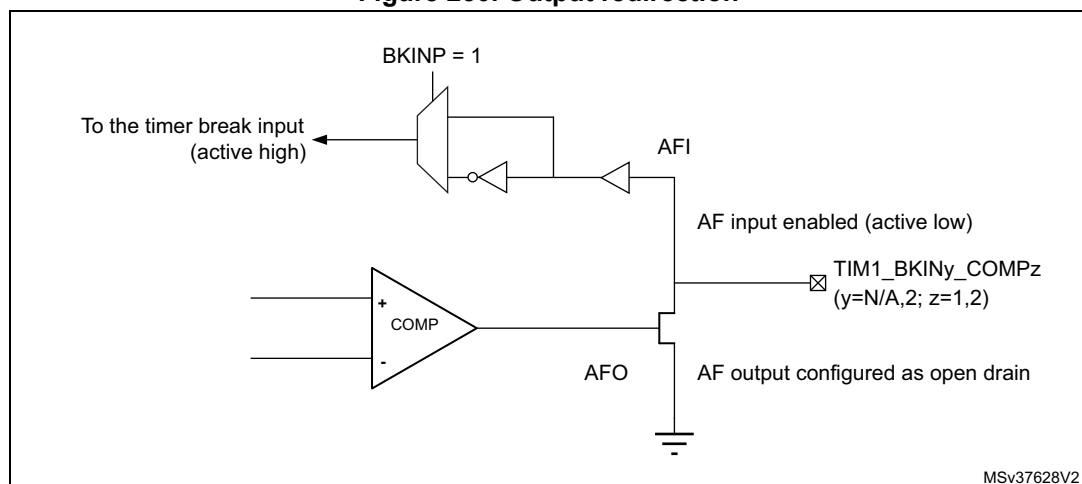 BKINP = 1
To the timer break input
(active high)
AFI
AF input enabled (active low)
TIM1_BKINy_COMPz
(y=N/A,2; z=1,2)
+
COMP
-
AFO
AF output configured as open drain
MSv37628V2